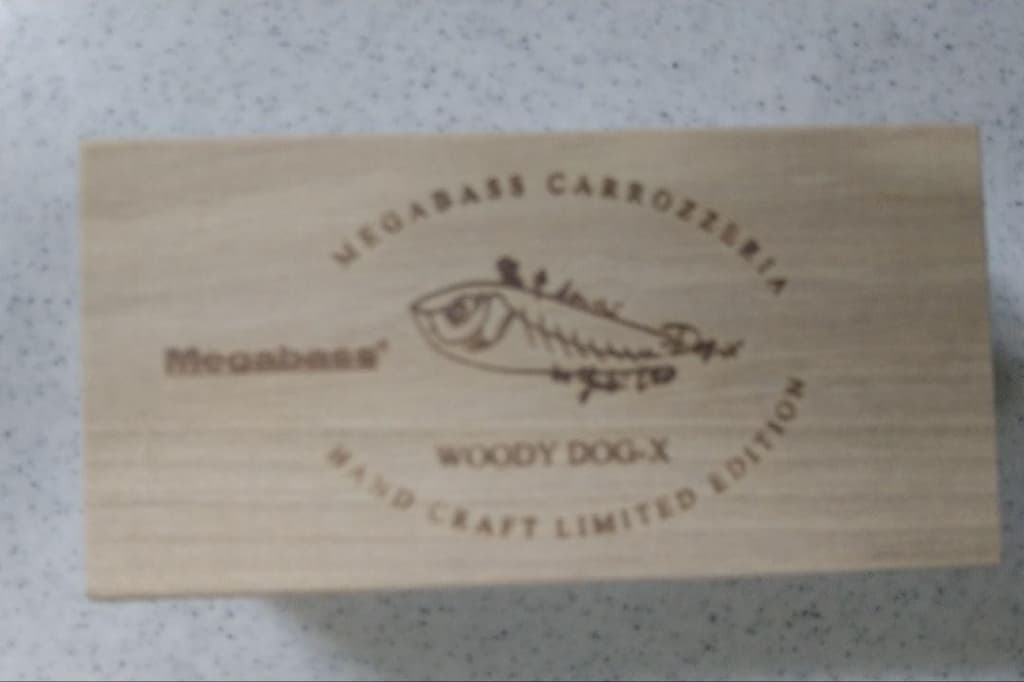 MEGABASS CARROZZERIA
Megabass
WOODY DOG-X
HAND CRAFT LIMITED EDITION